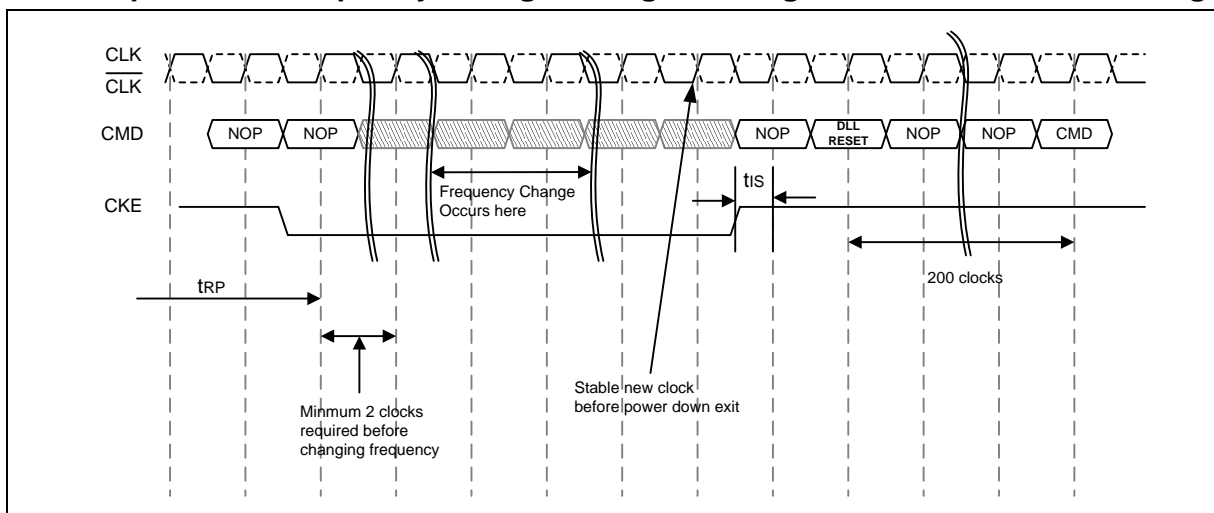 CLK
CLK
CMD
NOP
NOP
NOP
DLL
RESET
NOP
NOP
CMD
CKE
Frequency Change
Occurs here
tIS
200 clocks
tRP
Minmum 2 clocks
required before
changing frequency
Stable new clock
before power down exit